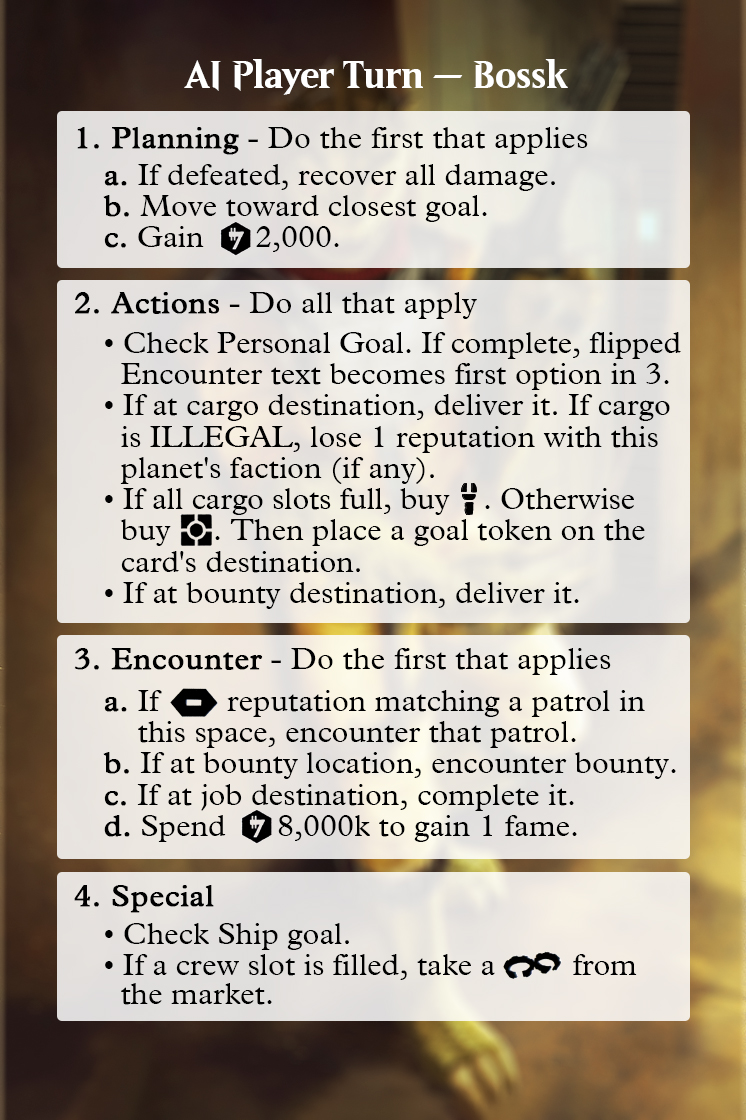 AI Player Turn — Bossk
1. Planning - Do the first that applies
a. If defeated, recover all damage.
b. Move toward closest goal.
c. Gain 2,000.
2. Actions - Do all that apply
• Check Personal Goal. If complete, flipped
Encounter text becomes first option in 3.
• If at cargo destination, deliver it. If cargo
is ILLEGAL, lose 1 reputation with this
planet's faction (if any).
• If all cargo slots full, buy . Otherwise
buy . Then place a goal token on the
card's destination.
• If at bounty destination, deliver it.
3. Encounter - Do the first that applies
a. If reputation matching a patrol in
this space, encounter that patrol.
b. If at bounty location, encounter bounty.
c. If at job destination, complete it.
d. Spend 8,000k to gain 1 fame.
4. Special
• Check Ship goal.
• If a crew slot is filled, take a from
the market.